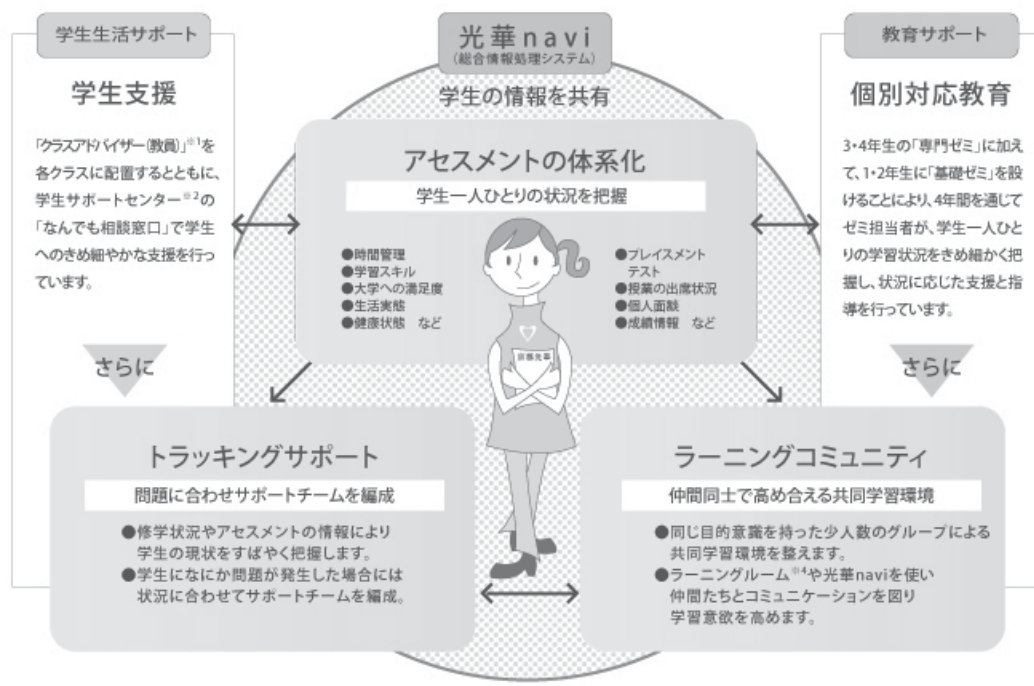 学生生活サポート
学生支援
「クラスアドバイザー(教員)」※1を
各クラスに配置するとともに、
学生サポートセンター※2の
「なんでも相談窓口」で学生
へのきめ細やかな支援を行っ
ています。
さらに
光華navi
(総合情報処理システム)
学生の情報を共有
アセスメントの体系化
学生一人ひとりの状況を把握
●時間管理
●学習スキル
●大学への満足度
●生活実態
●健康状態 など
●プレイスメント
テスト
●授業の出席状況
●個人面談
●成績情報 など
京都光華
教育サポート
個別対応教育
3・4年生の「専門ゼミ」に加え
て、1・2年生に「基礎ゼミ」を設
けることにより、4年間を通じて
ゼミ担当者が、学生一人ひと
りの学習状況をきめ細かく把
握し、状況に応じた支援と指
導を行っています。
さらに
トラッキングサポート
問題に合わせサポートチームを編成
●修学状況やアセスメントの情報により
学生の現状をすばやく把握します。
●学生になにか問題が発生した場合には
状況に合わせてサポートチームを編成。
ラーニングコミュニティ
仲間同士で高め合える共同学習環境
●同じ目的意識を持った少人数のグループによる
共同学習環境を整えます。
●ラーニングルーム※4や光華naviを使い
仲間たちとコミュニケーションを図り
学習意欲を高めます。